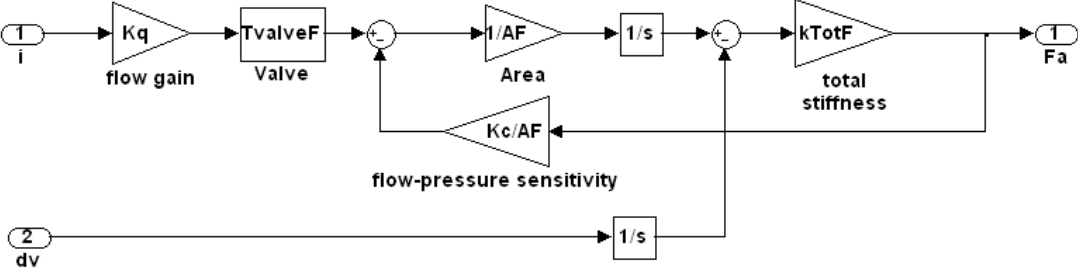 1
i
Kq
flow gain
TvalveF
Valve
+
-
1/AF
Area
1/s
+
-
kTotF
total
stiffness
1
Fa
Kc/AF
flow-pressure sensitivity
2
dv
1/s